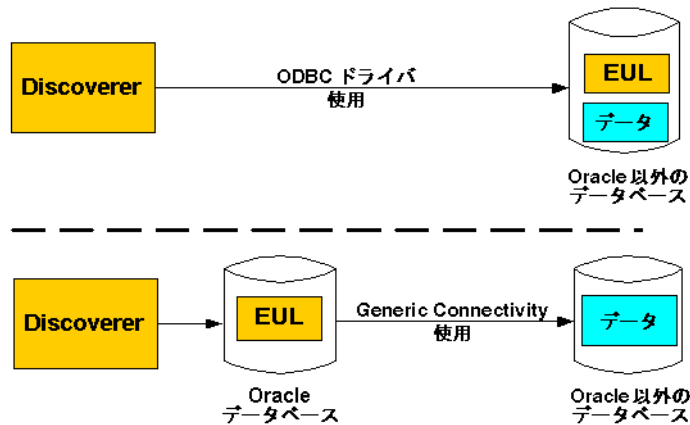 Discoverer
ODBC ドライバ
使用
EUL
データ
Oracle 以外の
データベース
Discoverer
EUL
Oracle
データベース
Generic Connectivity
使用
データ
Oracle 以外の
データベース